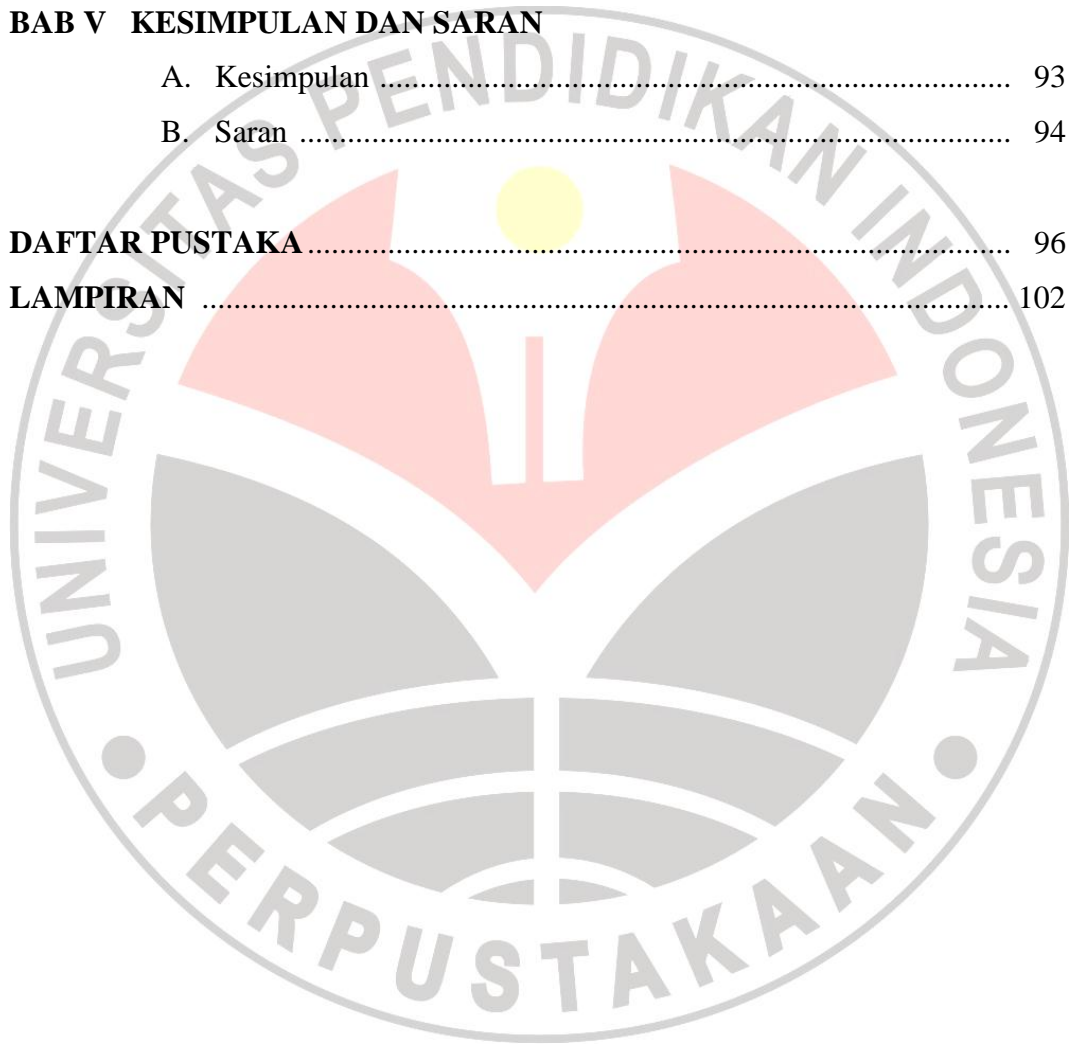 BAB V KESIMPULAN DAN SARAN
A. Kesimpulan ................................................................................ 93
B. Saran .......................................................................................... 94
DAFTAR PUSTAKA ......................................................................................... 96
LAMPIRAN ...................................................................................................... 102
UNIVERSITAS PENDIDIKAN INDONESIA
PERPUSTAKAAN